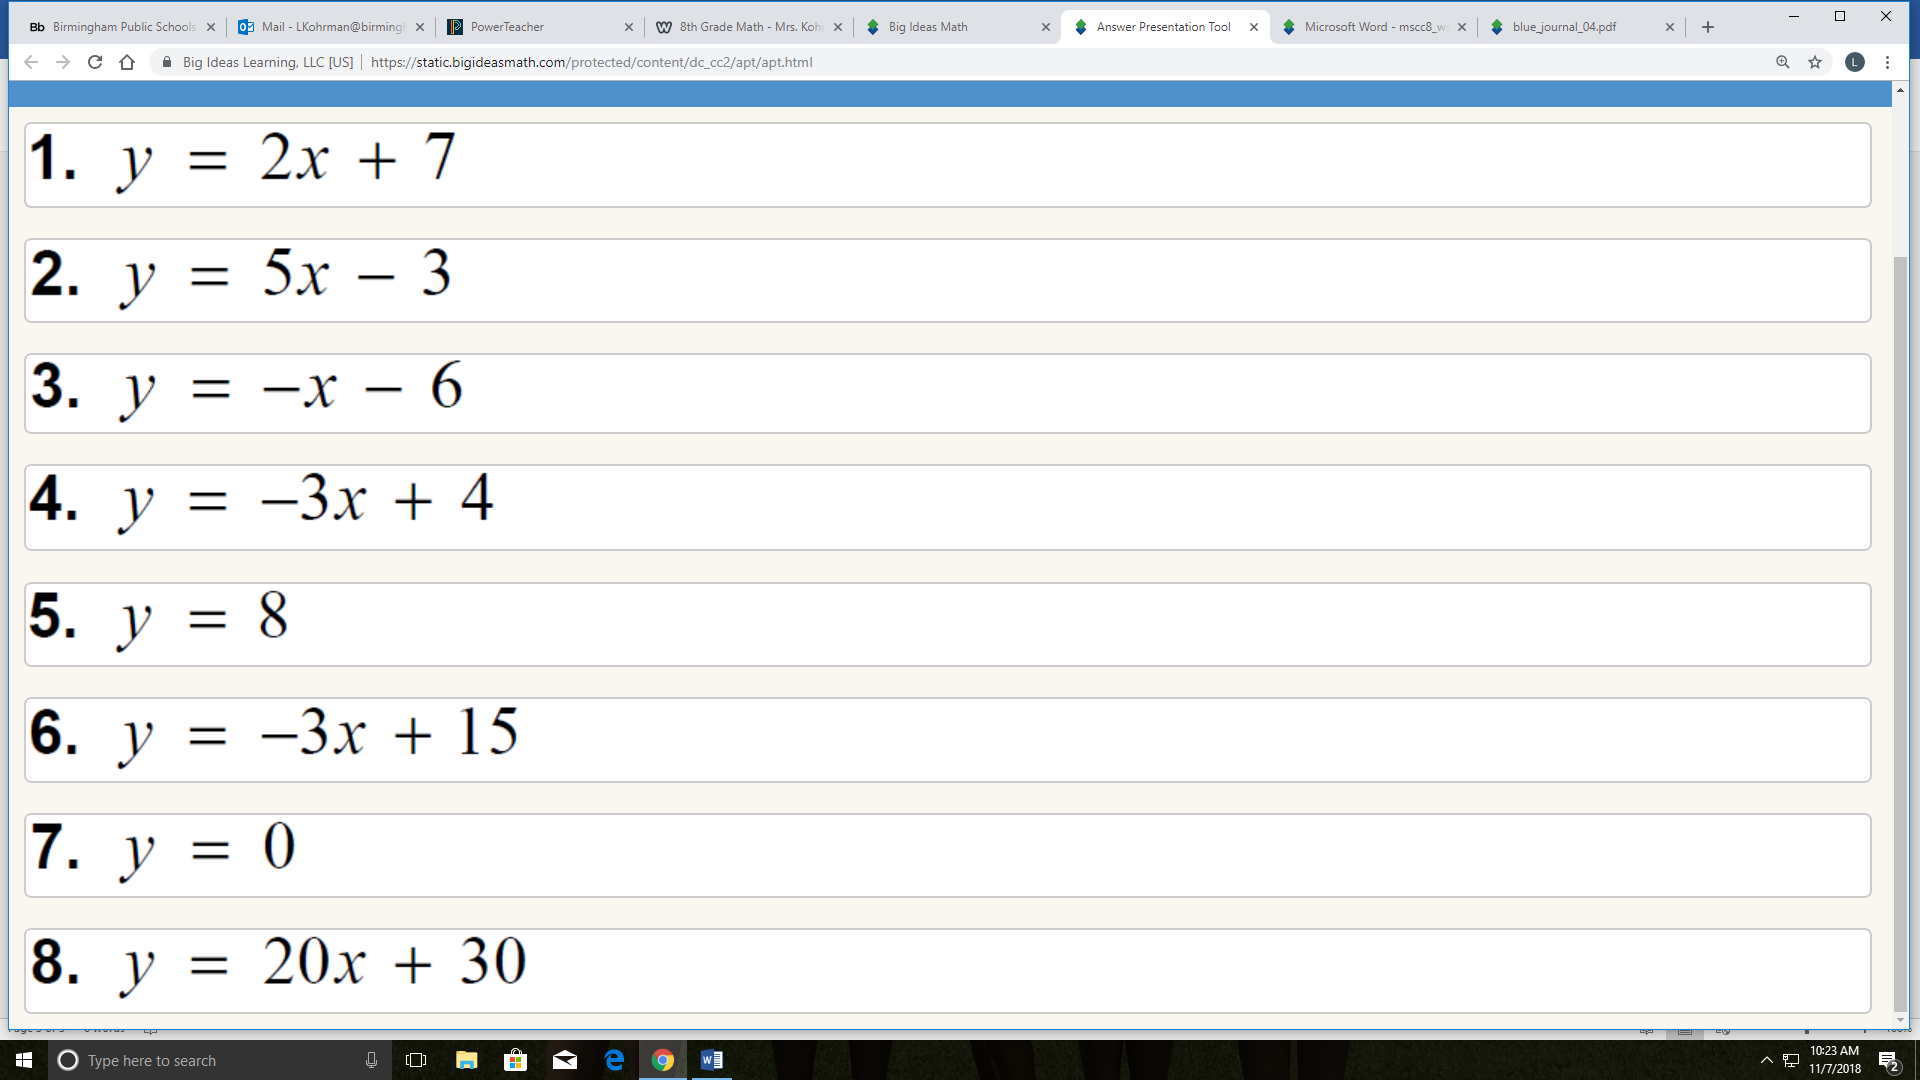 Birmingham Public Schools
Mail - LKohrman@birming
PowerTeacher
8th Grade Math - Mrs. Koh
Big Ideas Math
Answer Presentation Tool
Microsoft Word - mscc8_w
blue_journal_04.pdf
Big Ideas Learning, LLC [US]
https://static.bigideasmath.com/protected/content/dc_cc2/apt/apt.html
L
1. y = 2x + 7
2. y = 5x − 3
3. y = −x − 6
4. y = −3x + 4
5. y = 8
6. y = −3x + 15
7. y = 0
8. y = 20x + 30
Type here to search
10:23 AM
11/7/2018
2